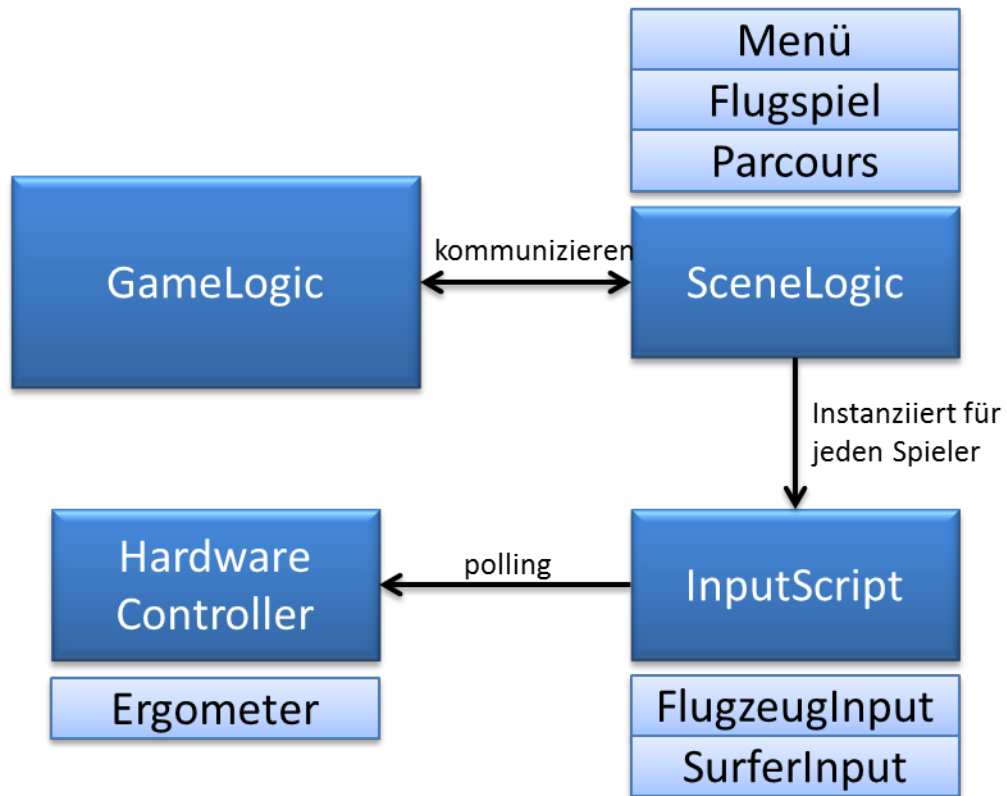 Menü
Flugspiel
Parcours
GameLogic
kommunizieren
SceneLogic
Instanziiert für
jeden Spieler
Hardware
Controller
polling
InputScript
Ergometer
FlugzeugInput
SurferInput